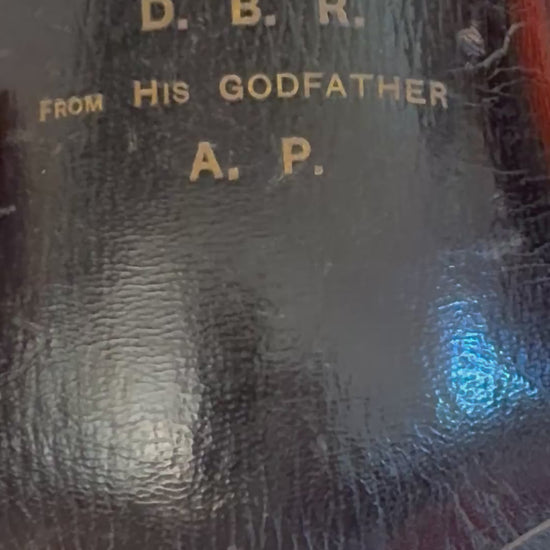 D. B. R.
FROM HIS GODFATHER
A. P.